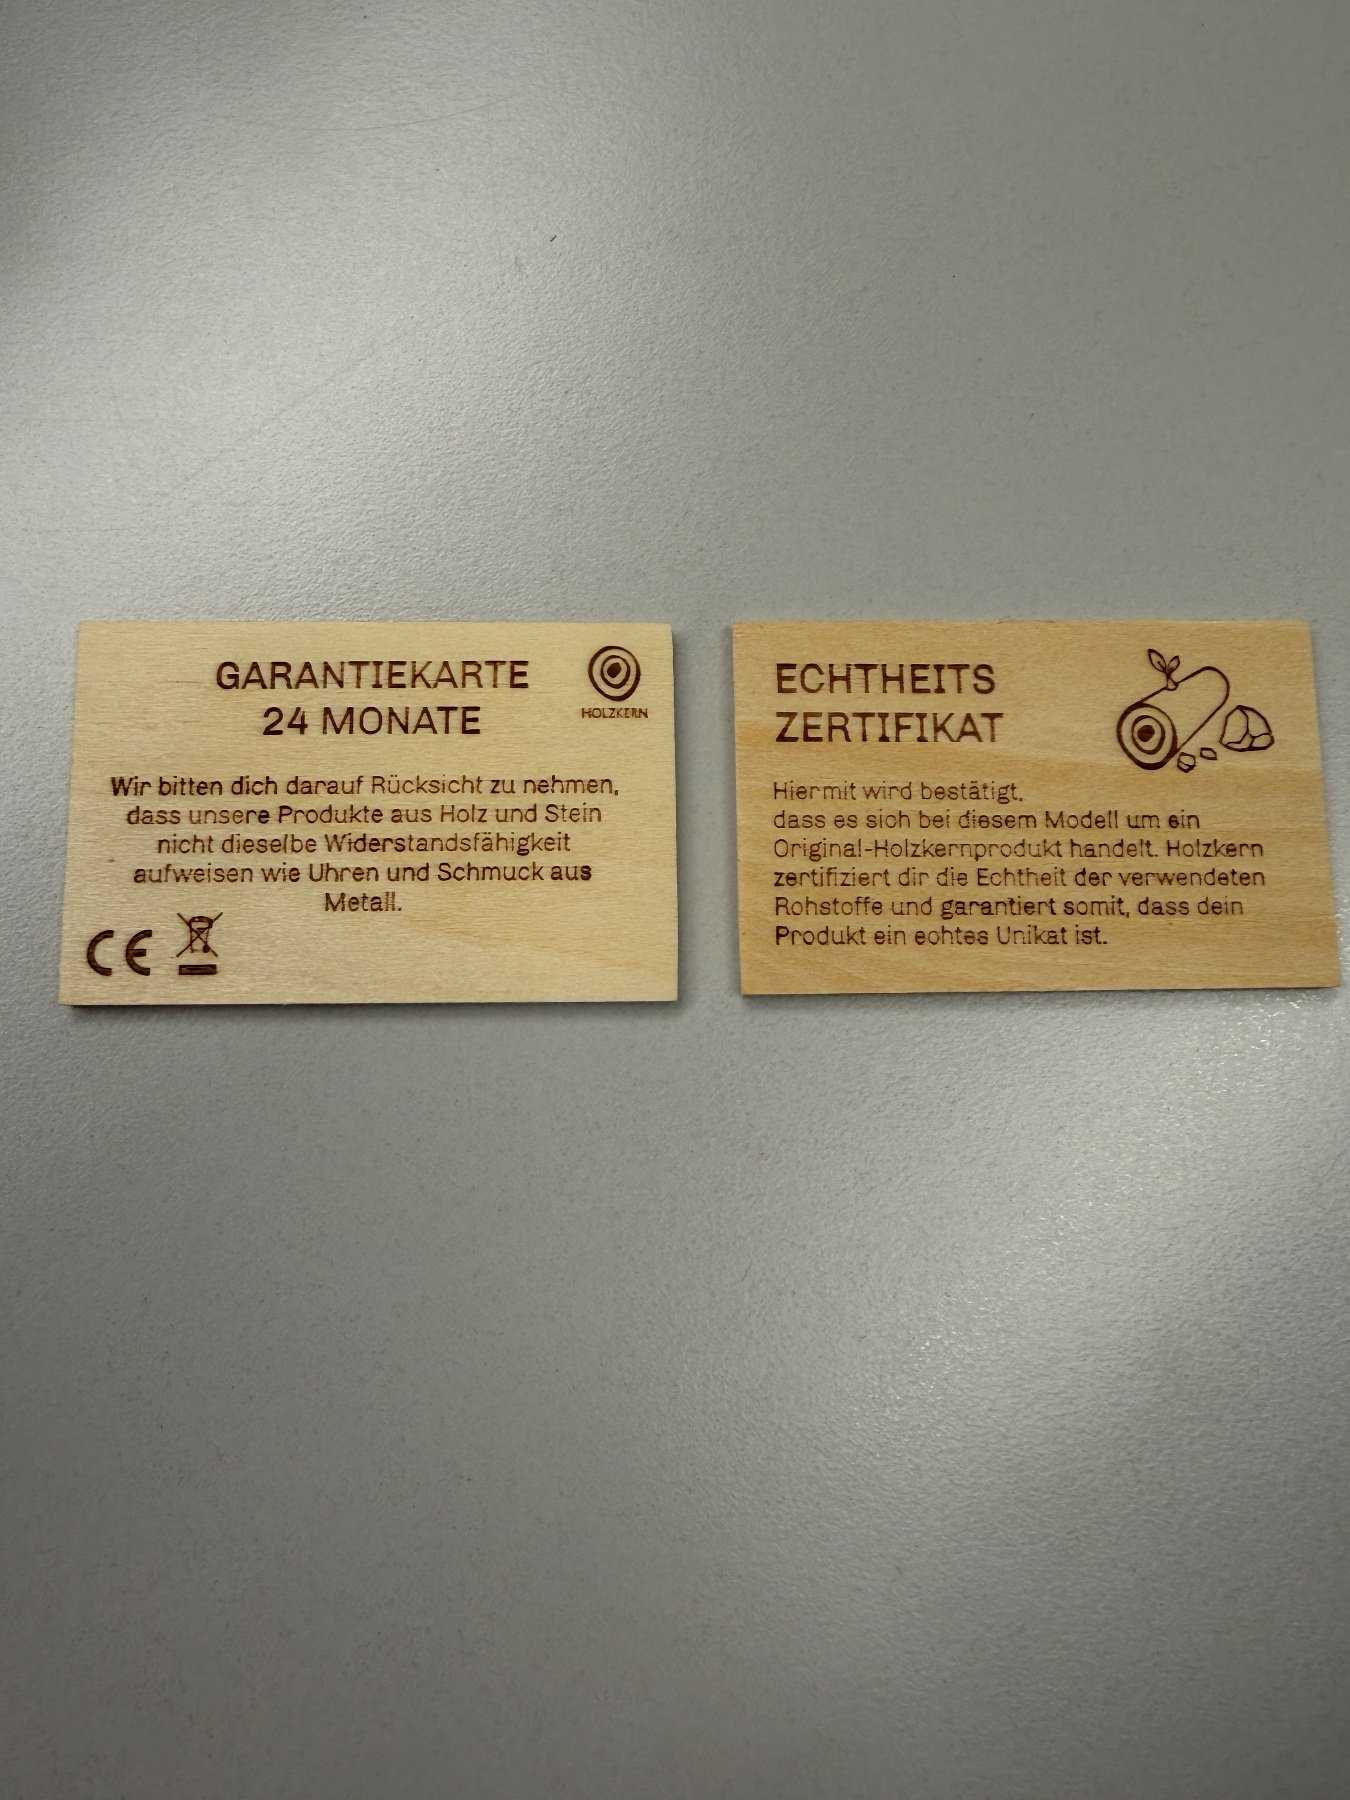 GARANTIEKARTE
24 MONATE
HOLZKERN
Wir bitten dich darauf Rücksicht zu nehmen,
dass unsere Produkte aus Holz und Stein
nicht dieselbe Widerstandsfähigkeit
aufweisen wie Uhren und Schmuck aus
Metall.
CE
ECHTHEITS
ZERTIFIKAT
Hiermit wird bestätigt,
dass es sich bei diesem Modell um ein
Original-Holzkernprodukt handelt. Holzkern
zertifiziert dir die Echtheit der verwendeten
Rohstoffe und garantiert somit, dass dein
Produkt ein echtes Unikat ist.